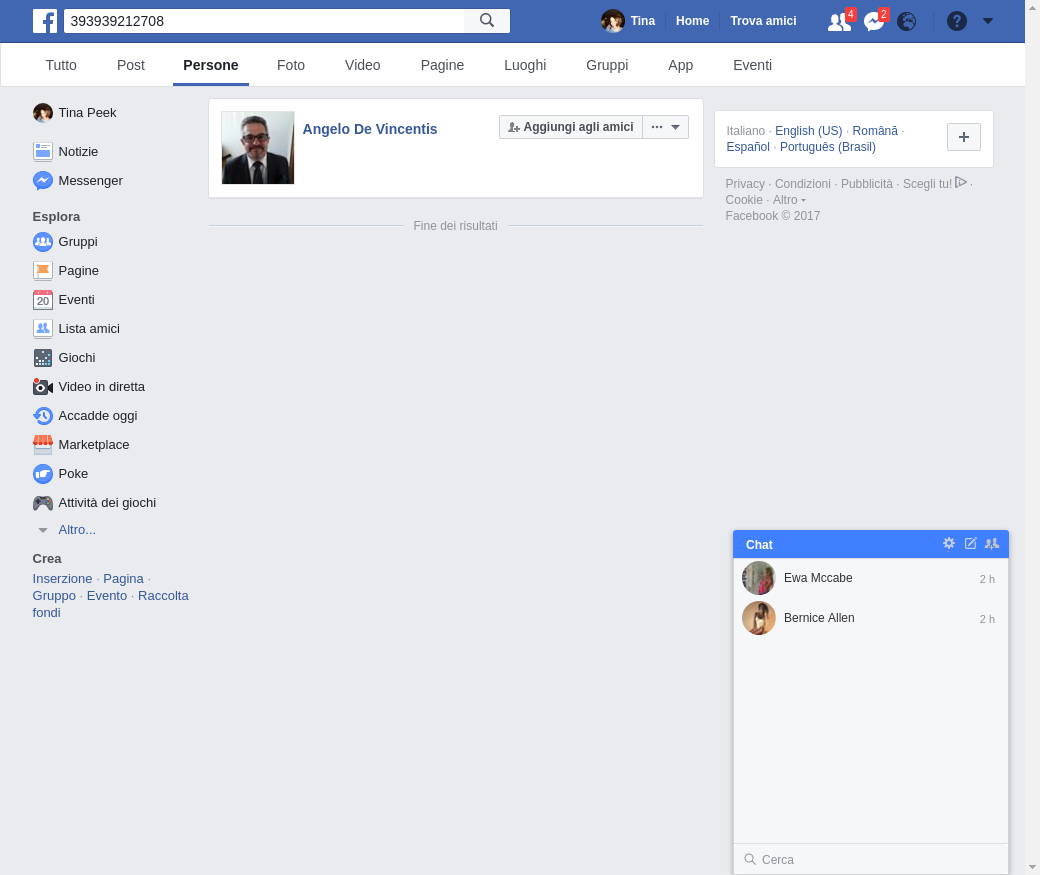 393939212708
Tina Home Trova amici 4 2
Tutto Post Persone Foto Video Pagine Luoghi Gruppi App Eventi
Tina Peek
Notizie
Messenger
Esplora
Gruppi
Pagine
20 Eventi
Lista amici
Giochi
Video in diretta
Accadde oggi
Marketplace
Poke
Attività dei giochi
Altro...
Crea
Inserzione · Pagina ·
Gruppo · Evento · Raccolta
fondi
Angelo De Vincentis
Aggiungi agli amici
Fine dei risultati
Italiano · English (US) · Română ·
Español · Português (Brasil)
Privacy · Condizioni · Pubblicità · Scegli tu! ·
Cookie · Altro
Facebook © 2017
Chat
Ewa Mccabe 2 h
Bernice Allen 2 h
Cerca